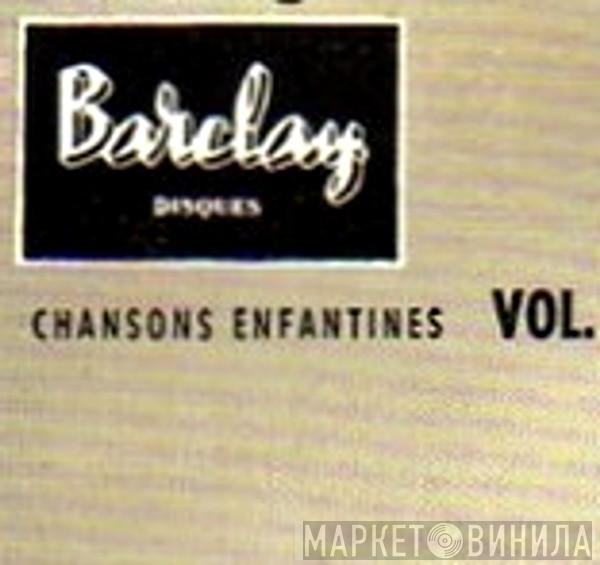 Barclay
DISQUES
CHANSONS ENFANTINES VOL.
МАРКЕТ ВИНИЛА